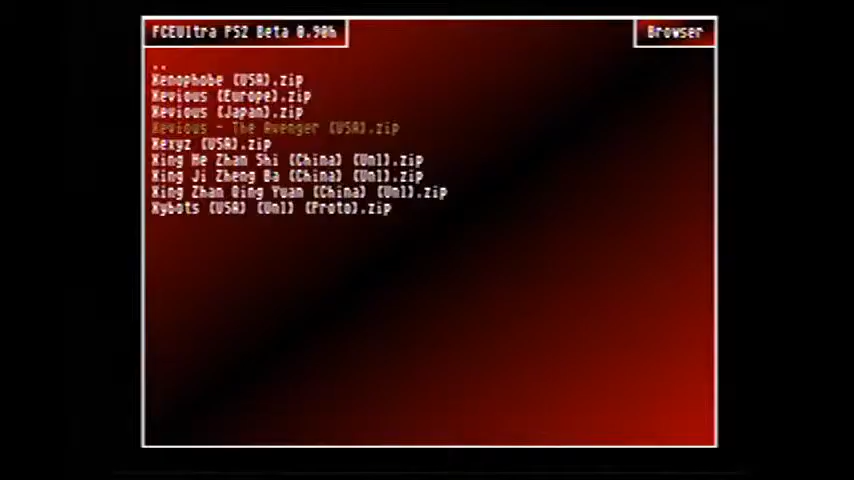 FCEUltra PS2 Beta 0.90h
Browser
..
Xenophobe (USA).zip
Xevious (Europe).zip
Xevious (Japan).zip
Xevious - The Avenger (USA).zip
Xexyz (USA).zip
Xing He Zhan Shi (China) (Unl).zip
Xing Ji Zheng Ba (China) (Unl).zip
Xing Zhan Qing Yuan (China) (Unl).zip
Xybots (USA) (Unl) (Proto).zip